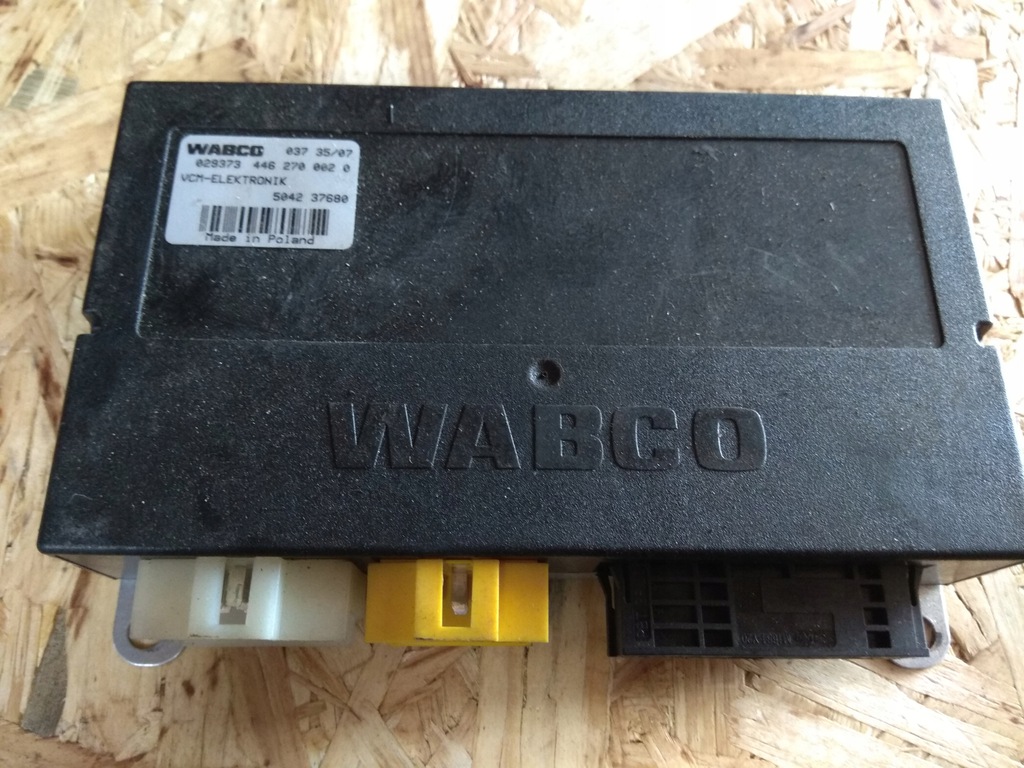 WABCO 037 35/07
029373 446 270 002 0
VCM-ELEKTRONIK
5042 37680
Made in Poland
WABCO